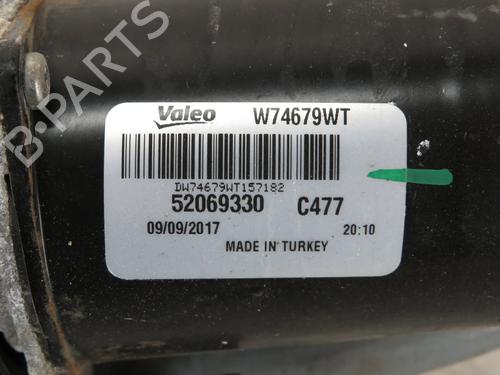 B-PARTS
Valeo W74679WT
DW74679WT157182
52069330 C477
09/09/2017 20:10
MADE IN TURKEY